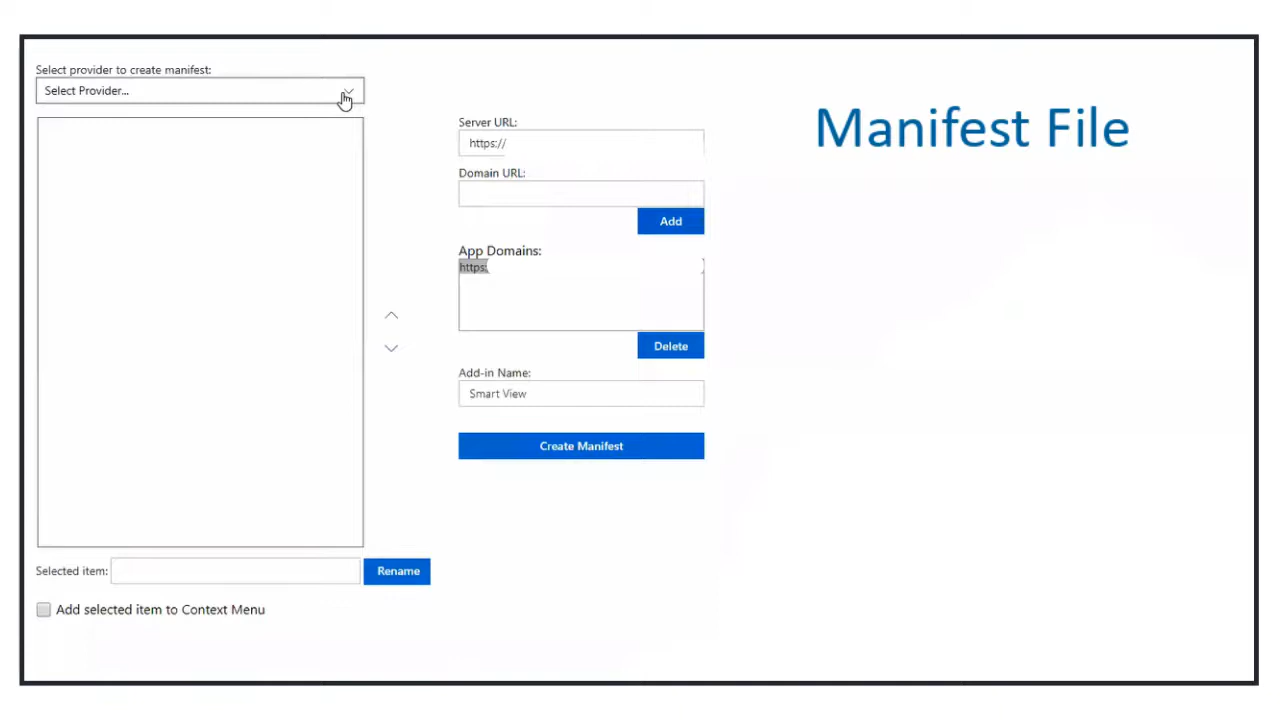 Select provider to create manifest:
Select Provider...
Manifest File
Server URL:
https://
Domain URL:
Add
App Domains:
https:
Delete
Add-in Name:
Smart View
Create Manifest
Selected item:
Rename
Add selected item to Context Menu